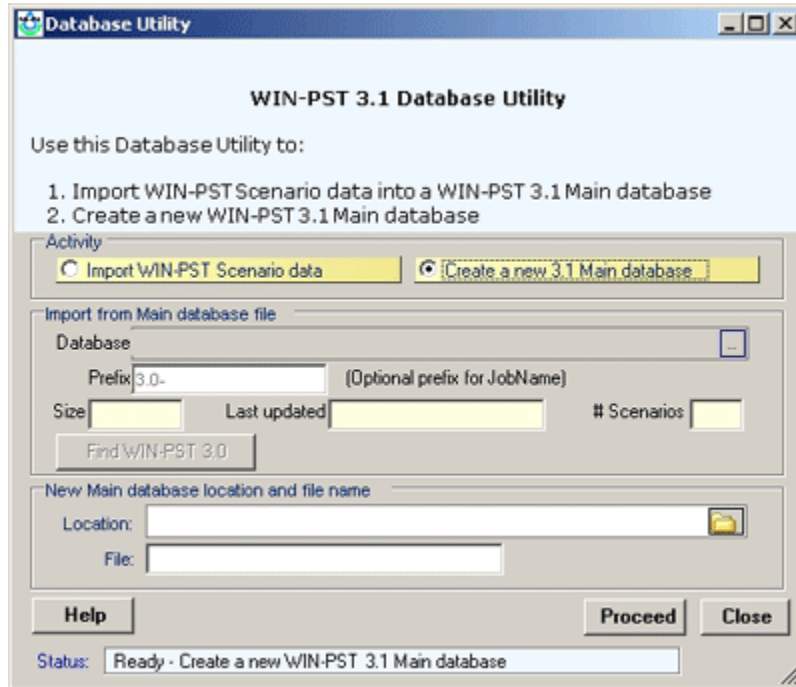 Database Utility
WIN-PST 3.1 Database Utility
Use this Database Utility to:
1. Import WIN-PST Scenario data into a WIN-PST 3.1 Main database
2. Create a new WIN-PST 3.1 Main database
Activity
Import WIN-PST Scenario data Create a new 3.1 Main database
Import from Main database file
Database ..
Prefix 3.0- (Optional prefix for JobName)
Size Last updated # Scenarios
Find WIN-PST 3.0
New Main database location and file name
Location:
File:
Help Proceed Close
Status: Ready - Create a new WIN-PST 3.1 Main database